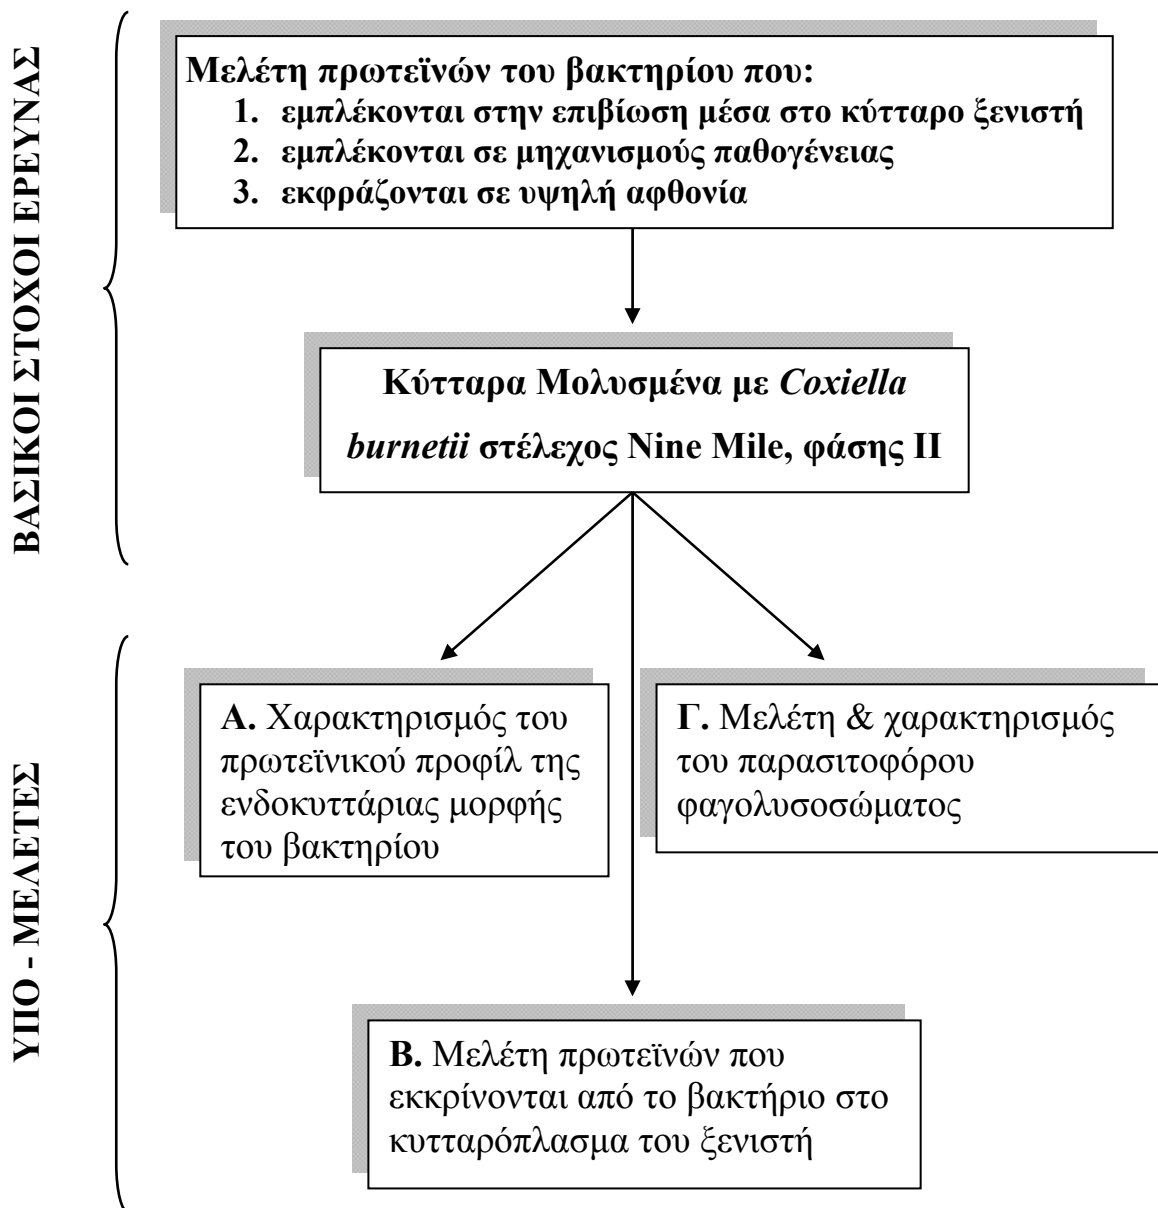 ΒΑΣΙΚΟΙ ΣΤΟΧΟΙ ΕΡΕΥΝΑΣ
Μελέτη πρωτεϊνών του βακτηρίου που:
1. εμπλέκονται στην επιβίωση μέσα στο κύτταρο ξενιστή
2. εμπλέκονται σε μηχανισμούς παθογένειας
3. εκφράζονται σε υψηλή αφθονία
Κύτταρα Μολυσμένα με Coxiella
burnetii στέλεχος Nine Mile, φάσης ΙΙ
ΥΠΟ - ΜΕΛΕΤΕΣ
Α. Χαρακτηρισμός του
πρωτεϊνικού προφίλ της
ενδοκυττάριας μορφής
του βακτηρίου
Γ. Μελέτη & χαρακτηρισμός
του παρασιτοφόρου
φαγολυσοσώματος
Β. Μελέτη πρωτεϊνών που
εκκρίνονται από το βακτήριο στο
κυτταρόπλασμα του ξενιστή